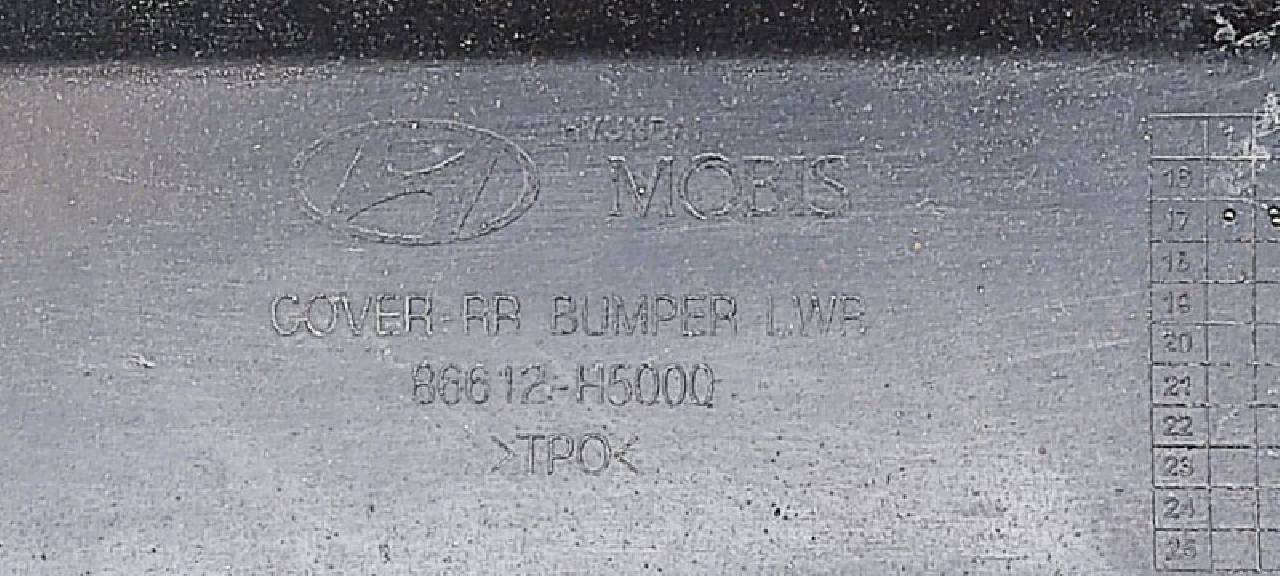 HYUNDAI
MOBIS
COVER-RR BUMPER LWR
86612-H5000
>TPO<
16
17
18
19
20
21
22
23
24
25